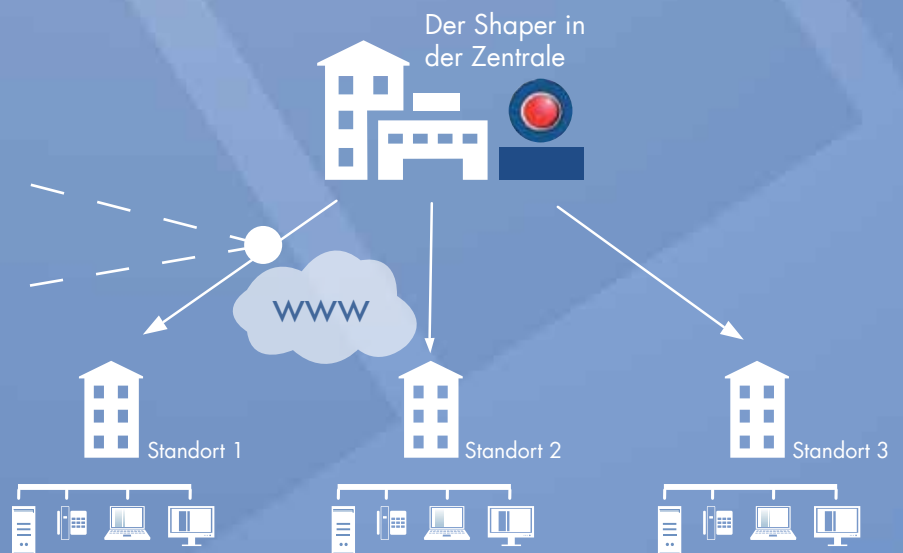 Der Shaper in
der Zentrale
WWW
Standort 1
Standort 2
Standort 3